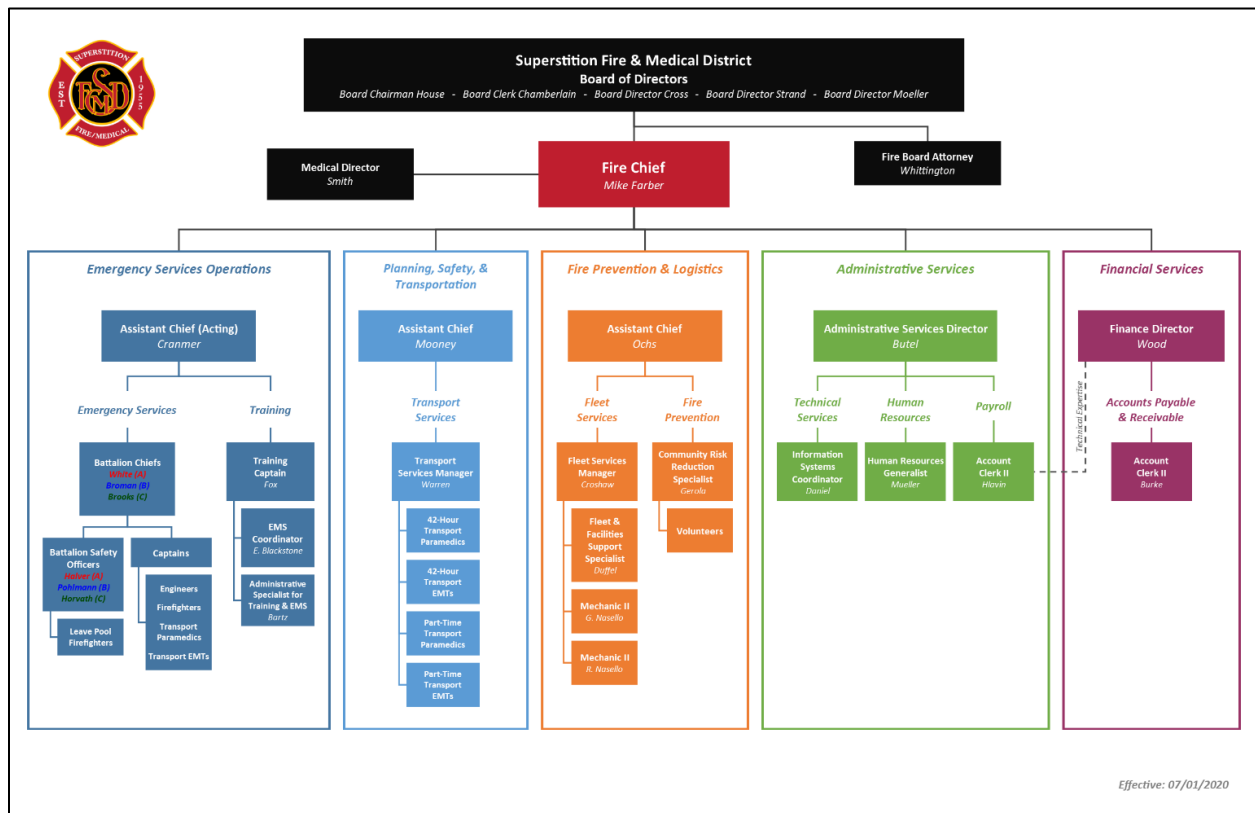 SUPERSTITION
EST
1955
SFMD
FIRE/MEDICAL
Superstition Fire & Medical District
Board of Directors
Board Chairman House - Board Clerk Chamberlain - Board Director Cross - Board Director Strand - Board Director Moeller
Medical Director
Smith
Fire Chief
Mike Farber
Fire Board Attorney
Whittington
Emergency Services Operations
Assistant Chief (Acting)
Cranmer
Emergency Services
Battalion Chiefs
White (A)
Broman (B)
Brooks (C)
Battalion Safety
Officers
Halver (A)
Pohlmann (B)
Horvath (C)
Leave Pool
Firefighters
Captains
Engineers
Firefighters
Transport
Paramedics
Transport EMTs
Training
Training
Captain
Fox
EMS
Coordinator
E. Blackstone
Administrative
Specialist for
Training & EMS
Bartz
Planning, Safety, &
Transportation
Assistant Chief
Mooney
Transport
Services
Transport
Services Manager
Warren
42-Hour
Transport
Paramedics
42-Hour
Transport
EMTs
Part-Time
Transport
Paramedics
Part-Time
Transport
EMTs
Fire Prevention & Logistics
Assistant Chief
Ochs
Fleet
Services
Fleet Services
Manager
Croshaw
Fleet &
Facilities
Support
Specialist
Duffel
Mechanic II
G. Nasello
Mechanic II
R. Nasello
Fire
Prevention
Community Risk
Reduction
Specialist
Gerola
Volunteers
Administrative Services
Administrative Services Director
Butel
Technical
Services
Information
Systems
Coordinator
Daniel
Human
Resources
Human Resources
Generalist
Mueller
Payroll
Account
Clerk II
Hlavin
Technical Expertise
Financial Services
Finance Director
Wood
Accounts Payable
& Receivable
Account
Clerk II
Burke
Effective: 07/01/2020